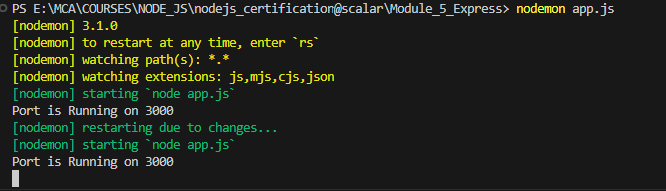 PS E:\MCA\COURSES\NODE_JS\nodejs_certification@scalar\Module_5_Express> nodemon app.js
[nodemon] 3.1.0
[nodemon] to restart at any time, enter `rs`
[nodemon] watching path(s): *.*
[nodemon] watching extensions: js,mjs,cjs,json
[nodemon] starting `node app.js`
Port is Running on 3000
[nodemon] restarting due to changes...
[nodemon] starting `node app.js`
Port is Running on 3000